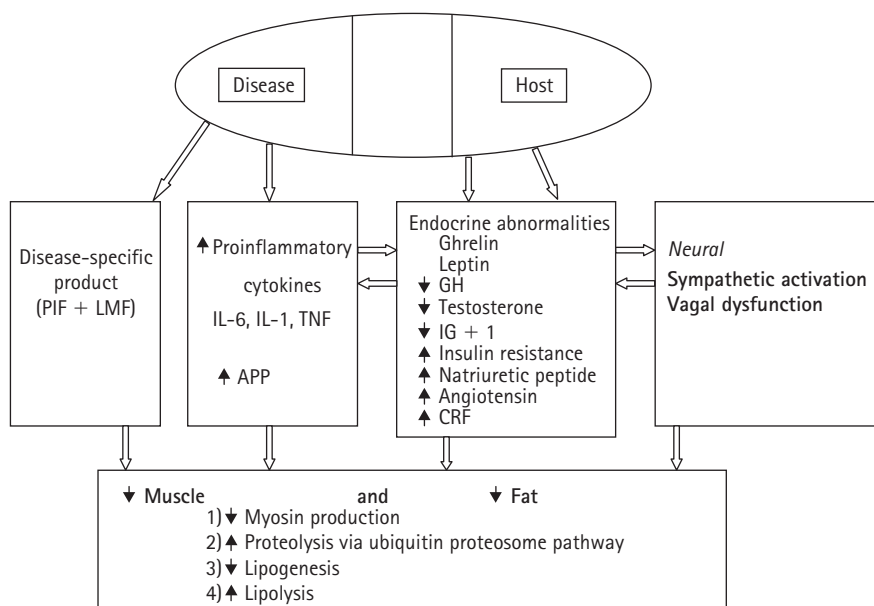 Disease
Host
Disease-specific
product
(PIF + LMF)
↑ Proinflammatory
cytokines
IL-6, IL-1, TNF
↑ APP
Endocrine abnormalities
Ghrelin
Leptin
↓ GH
↓ Testosterone
↓ IG + 1
↑ Insulin resistance
↑ Natriuretic peptide
↑ Angiotensin
↑ CRF
Neural
Sympathetic activation
Vagal dysfunction
↓ Muscle and ↓ Fat
1) ↓ Myosin production
2) ↑ Proteolysis via ubiquitin proteosome pathway
3) ↓ Lipogenesis
4) ↑ Lipolysis